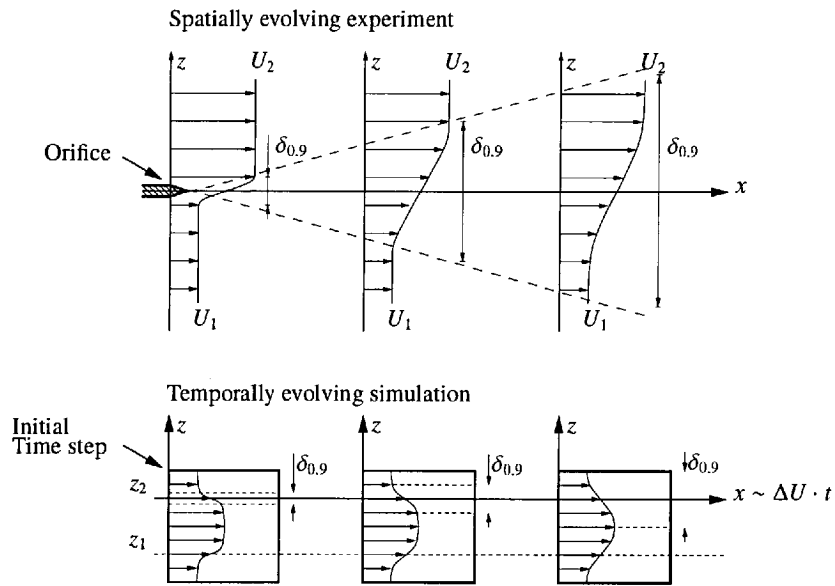 Spatially evolving experiment
z U₂ z U₂ z U₂
δ₀.₉ δ₀.₉ δ₀.₉
Orifice
x
U₁ U₁ U₁
Temporally evolving simulation
Initial
Time step
z z z
δ₀.₉ δ₀.₉ δ₀.₉
z₂
x ~ ΔU · t
z₁